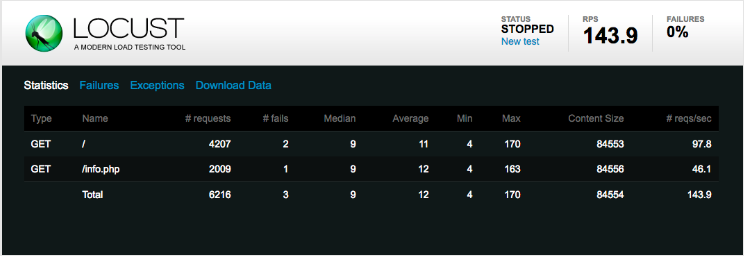 LOCUST
A MODERN LOAD TESTING TOOL
STATUS
STOPPED
New test
RPS
143.9
FAILURES
0%
Statistics Failures Exceptions Download Data
Type Name # requests # fails Median Average Min Max Content Size # reqs/sec
GET / 4207 2 9 11 4 170 84553 97.8
GET /info.php 2009 1 9 12 4 163 84556 46.1
Total 6216 3 9 12 4 170 84554 143.9